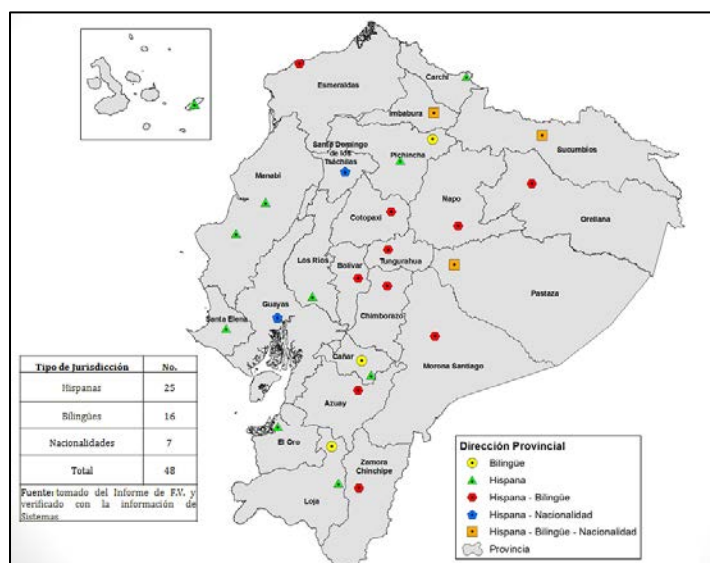 Esmeraldas
Carchi
Imbabura
Santo Domingo
de los
Tsáchilas
Pichincha
Sucumbíos
Manabí
Napo
Cotopaxi
Orellana
Los Ríos
Bolívar
Tungurahua
Pastaza
Guayas
Santa Elena
Chimborazo
Cañar
Morona Santiago
Azuay
El Oro
Zamora
Chinchipe
Loja
Tipo de Jurisdicción No.
Hispanas 25
Bilingües 16
Nacionalidades 7
Total 48
Fuente: tomado del Informe de F.V. y
verificado con la información de
Sistemas
Dirección Provincial
Bilingüe
Hispana
Hispana - Bilingüe
Hispana - Nacionalidad
Hispana - Bilingüe - Nacionalidad
Provincia